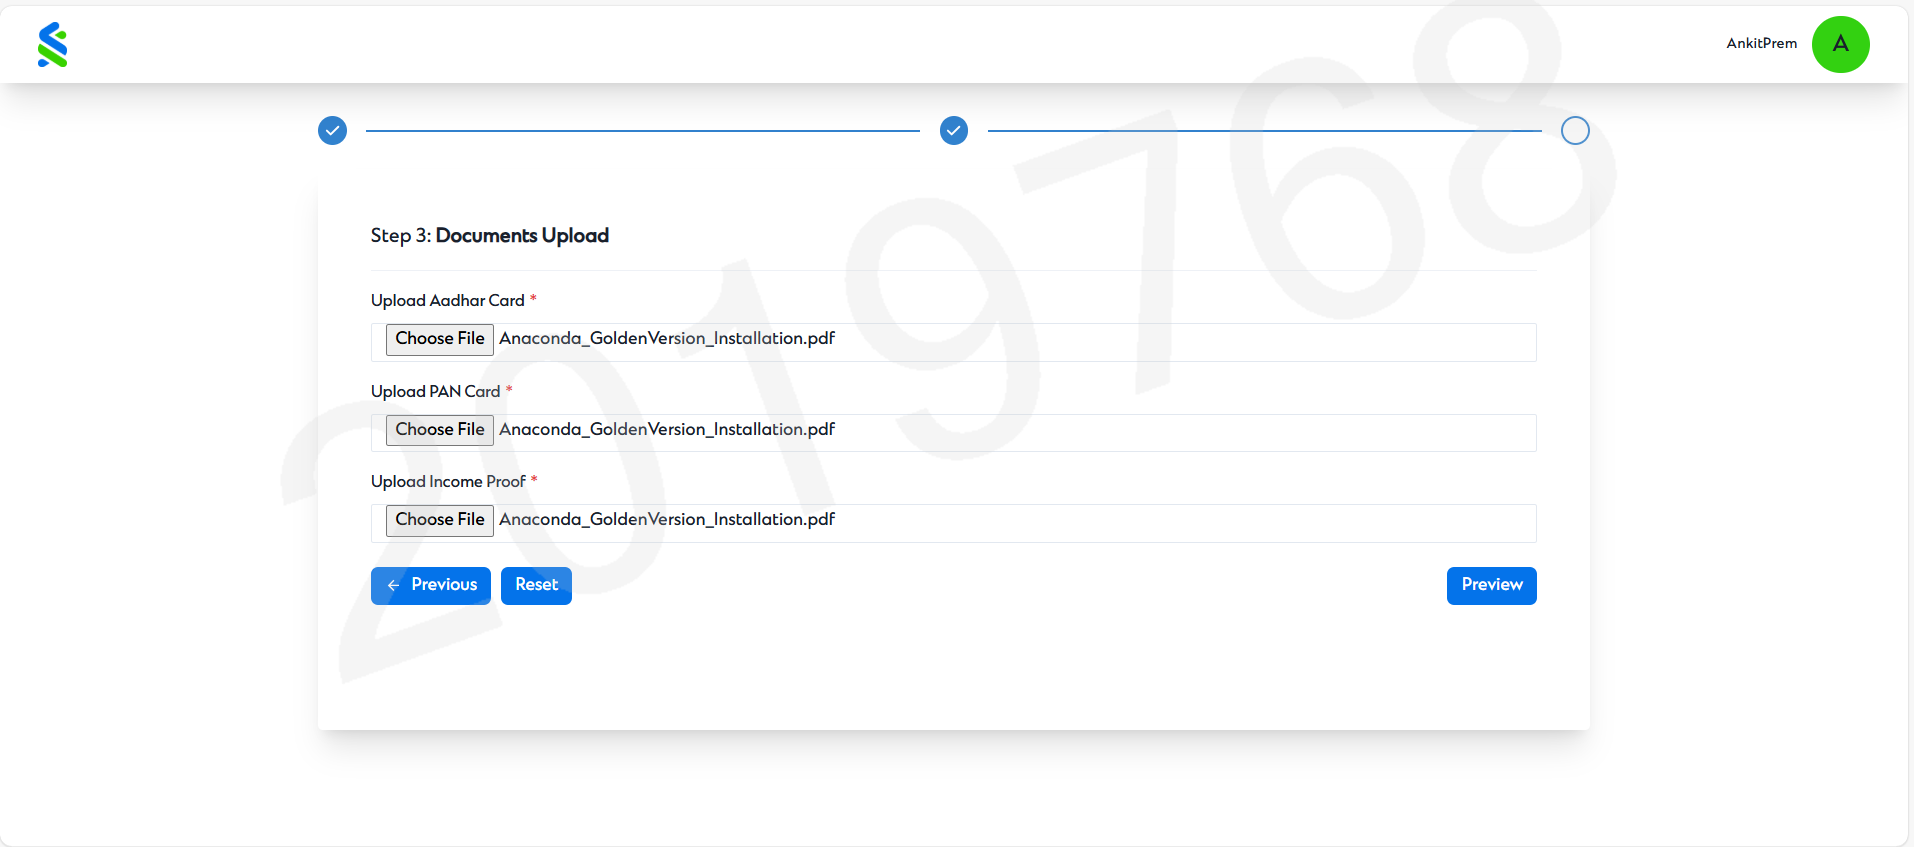 AnkitPrem
A
Step 3: Documents Upload
Upload Aadhar Card *
Choose File Anaconda_GoldenVersion_Installation.pdf
Upload PAN Card *
Choose File Anaconda_GoldenVersion_Installation.pdf
Upload Income Proof *
Choose File Anaconda_GoldenVersion_Installation.pdf
← Previous Reset Preview
2019768